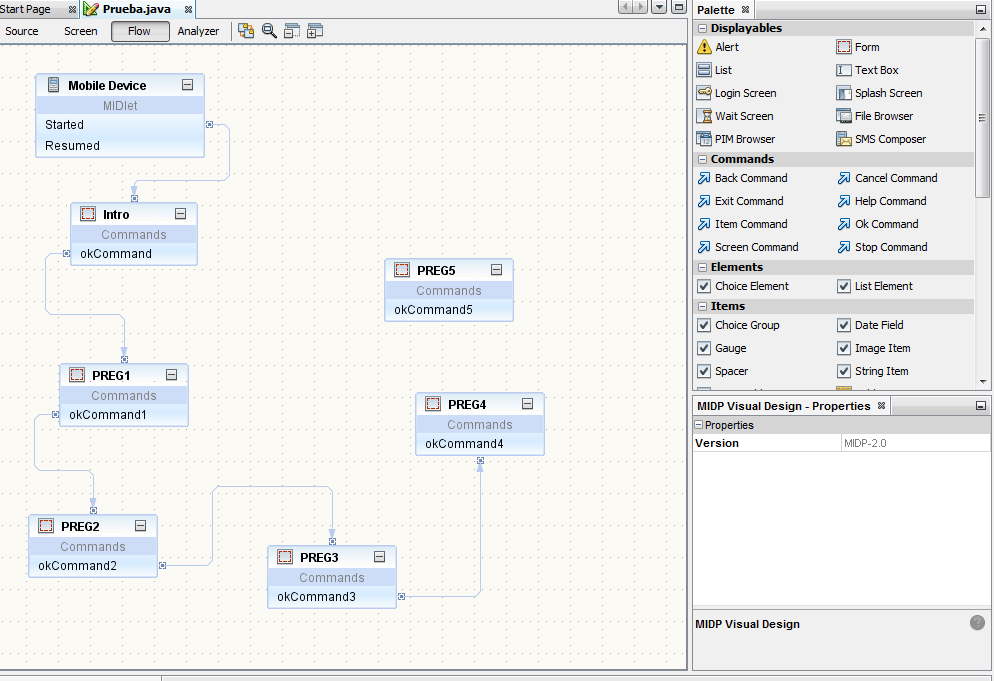 Start Page
Prueba.java
Source Screen Flow Analyzer
Mobile Device
MIDlet
Started
Resumed
Intro
Commands
okCommand
PREG1
Commands
okCommand1
PREG2
Commands
okCommand2
PREG3
Commands
okCommand3
PREG4
Commands
okCommand4
PREG5
Commands
okCommand5
Palette
Displayables
Alert Form
List Text Box
Login Screen Splash Screen
Wait Screen File Browser
PIM Browser SMS Composer
Commands
Back Command Cancel Command
Exit Command Help Command
Item Command Ok Command
Screen Command Stop Command
Elements
Choice Element List Element
Items
Choice Group Date Field
Gauge Image Item
Spacer String Item
MIDP Visual Design - Properties
Properties
Version MIDP-2.0
MIDP Visual Design